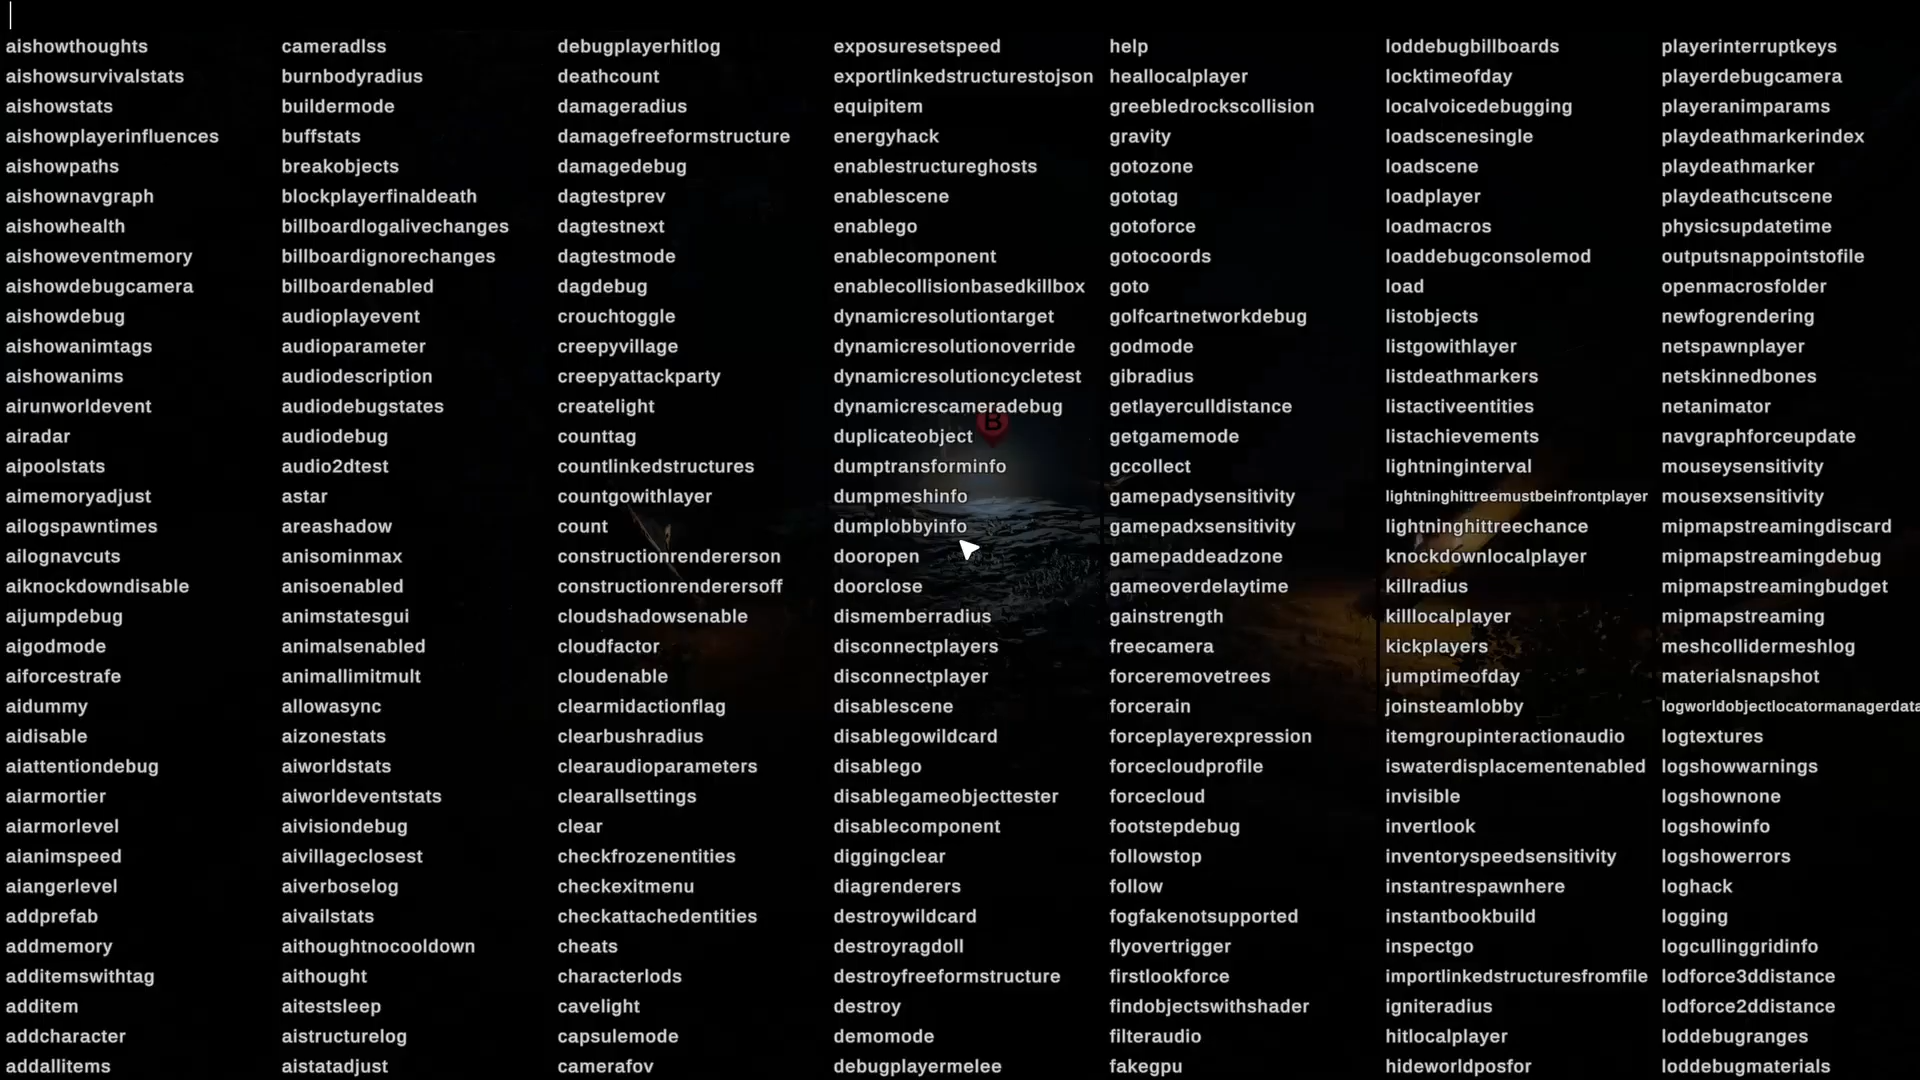 aishowthoughts
aishowsurvivalstats
aishowstats
aishowplayerinfluences
aishowpaths
aishownavgraph
aishowhealth
aishoweventmemory
aishowdebugcamera
aishowdebug
aishowanimtags
aishowanims
airunworldevent
airadar
aipoolstats
aimemoryadjust
ailogspawntimes
ailognavcuts
aiknockdowndisable
aijumpdebug
aigodmode
aiforcestrafe
aidummy
aidisable
aiattentiondebug
aiarmortier
aiarmorlevel
aianimspeed
aiangerlevel
addprefab
addmemory
additemswithtag
additem
addcharacter
addallitems
cameradlss
burnbodyradius
buildermode
buffstats
breakobjects
blockplayerfinaldeath
billboardlogalivechanges
billboardignorechanges
billboardenabled
audioplayevent
audioparameter
audiodescription
audiodebugstates
audiodebug
audio2dtest
astar
areashadow
anisominmax
anisoenabled
animstatesgui
animalsenabled
animallimitmult
allowasync
aizonestats
aiworldstats
aiworldeventstats
aivisiondebug
aivillageclosest
aiverboselog
aivailstats
aithoughtnocooldown
aithought
aitestsleep
aistructurelog
aistatadjust
debugplayerhitlog
deathcount
damageradius
damagefreeformstructure
damagedebug
dagtestprev
dagtestnext
dagtestmode
dagdebug
crouchtoggle
creepyvillage
creepyattackparty
createlight
counttag
countlinkedstructures
countgowithlayer
count
constructionrendererson
constructionrenderersoff
cloudshadowsenable
cloudfactor
cloudenable
clearmidactionflag
clearbushradius
clearaudioparameters
clearallsettings
clear
checkfrozenentities
checkexitmenu
checkattachedentities
cheats
characterlods
cavelight
capsulemode
camerafov
exposuresetspeed
exportlinkedstructurestojson
equipitem
energyhack
enablestructureghosts
enablescene
enablego
enablecomponent
enablecollisionbasedkillbox
dynamicresolutiontarget
dynamicresolutionoverride
dynamicresolutioncycletest
dynamicrescameradebug
duplicateobject
dumptransforminfo
dumpmeshinfo
dumplobbyinfo
dooropen
doorclose
dismemberradius
disconnectplayers
disconnectplayer
disablescene
disablegowildcard
disablego
disablegameobjecttester
disablecomponent
diggingclear
diagrenderers
destroywildcard
destroyragdoll
destroyfreeformstructure
destroy
demomode
debugplayermelee
help
heallocalplayer
greebledrockscollision
gravity
gotozone
gototag
gotoforce
gotocoords
goto
golfcartnetworkdebug
godmode
gibradius
getlayerculldistance
getgamemode
gccollect
gamepadysensitivity
gamepadxsensitivity
gamepaddeadzone
gameoverdelaytime
gainstrength
freecamera
forceremovetrees
forcerain
forceplayerexpression
forcecloudprofile
forcecloud
footstepdebug
followstop
follow
fogfakenotsupported
flyovertrigger
firstlookforce
findobjectswithshader
filteraudio
fakegpu
loddebugbillboards
locktimeofday
localvoicedebugging
loadscenesingle
loadscene
loadplayer
loadmacros
loaddebugconsolemod
load
listobjects
listgowithlayer
listdeathmarkers
listactiveentities
listachievements
lightninginterval
lightninghittreemustbeinfrontplayer
lightninghittreechance
knockdownlocalplayer
killradius
killlocalplayer
kickplayers
jumptimeofday
joinsteamlobby
itemgroupinteractionaudio
iswaterdisplacementenabled
invisible
invertlook
inventoryspeedsensitivity
instantrespawnhere
instantbookbuild
inspectgo
importlinkedstructuresfromfile
igniteradius
hitlocalplayer
hideworldposfor
playerinterruptkeys
playerdebugcamera
playeranimparams
playdeathmarkerindex
playdeathmarker
playdeathcutscene
physicsupdatetime
outputsnappointstofile
openmacrosfolder
newfogrendering
netspawnplayer
netskinnedbones
netanimator
navgraphforceupdate
mouseysensitivity
mousexsensitivity
mipmapstreamingdiscard
mipmapstreamingdebug
mipmapstreamingbudget
mipmapstreaming
meshcollidermeshlog
materialsnapshot
logworldobjectlocatormanagerdata
logtextures
logshowwarnings
logshownone
logshowinfo
logshowerrors
loghack
logging
logcullinggridinfo
lodforce3ddistance
lodforce2ddistance
loddebugranges
loddebugmaterials
B